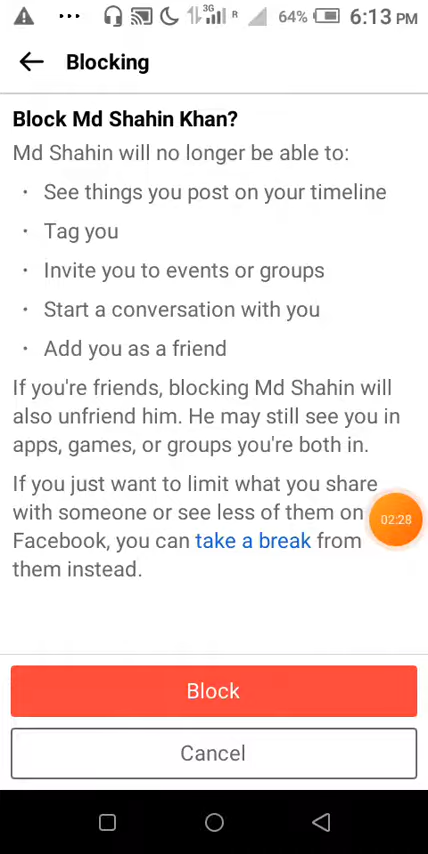 3G R 64% 6:13 PM
Blocking
Block Md Shahin Khan?
Md Shahin will no longer be able to:
• See things you post on your timeline
• Tag you
• Invite you to events or groups
• Start a conversation with you
• Add you as a friend
If you're friends, blocking Md Shahin will
also unfriend him. He may still see you in
apps, games, or groups you're both in.
If you just want to limit what you share
with someone or see less of them on
02:28
Facebook, you can take a break from
them instead.
Block
Cancel